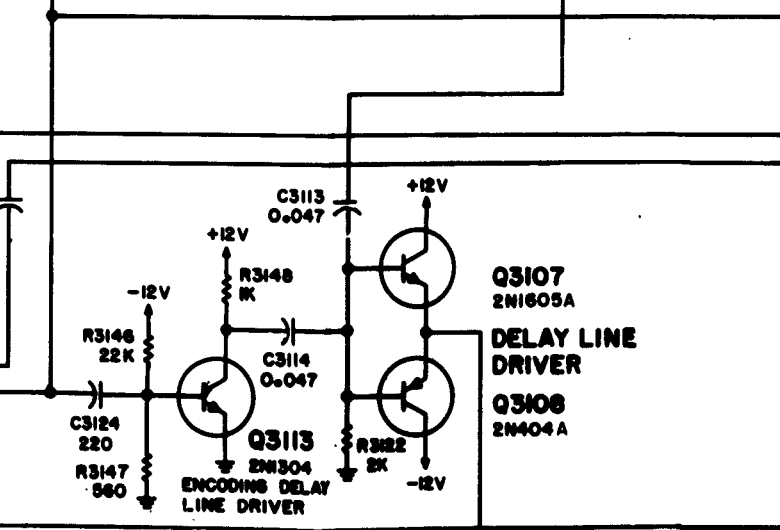 C3113
0.047
+12V
+12V
R3148
1K
Q3107
2N1605A
-12V
R3146
22K
DELAY LINE
DRIVER
C3114
0.047
Q3108
2N404A
C3124
220
Q3113
2N1304
R3122
2K
R3147
560
ENCODING DELAY
LINE DRIVER
-12V